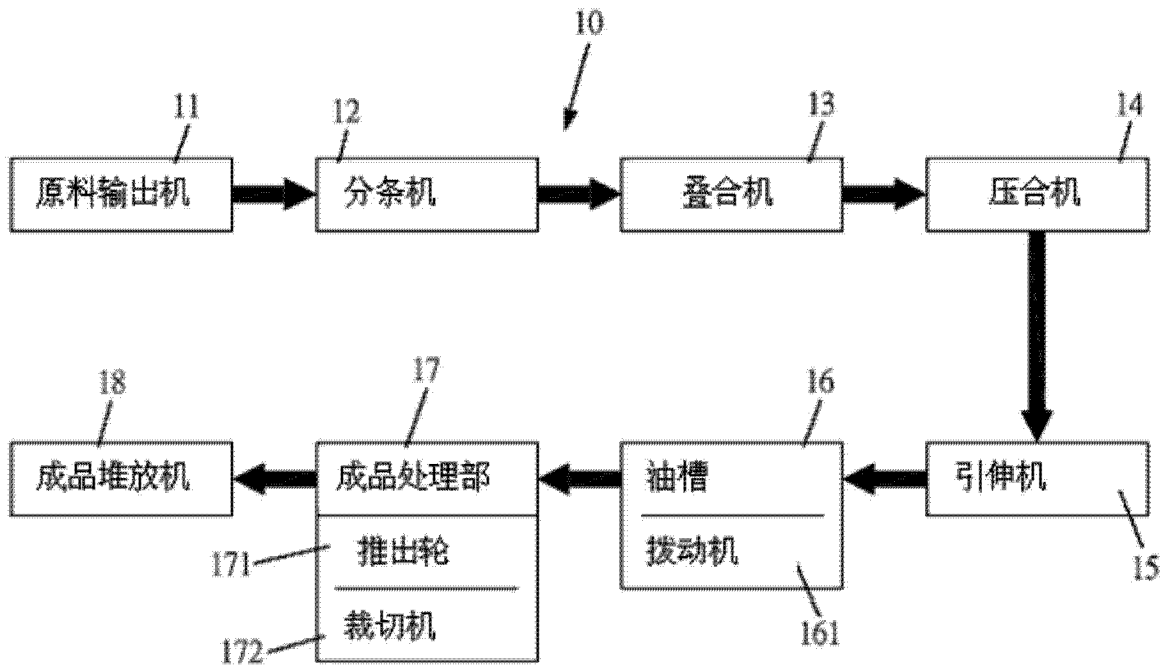 10
11
12
13
14
原料输出机
分条机
叠合机
压合机
18
17
16
成品堆放机
成品处理部
油槽
引伸机
171
推出轮
拨动机
15
172
裁切机
161